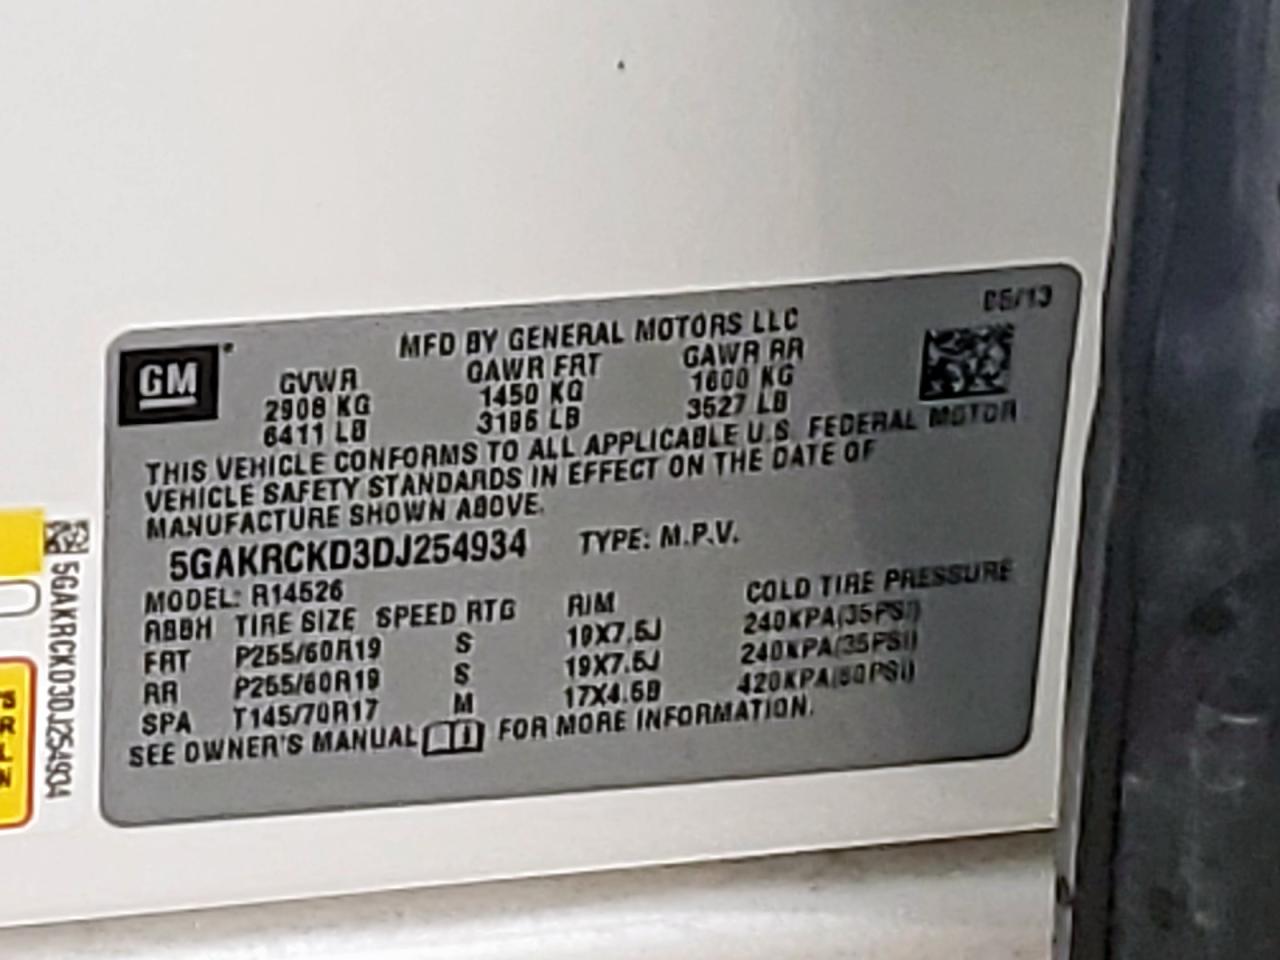 05/13
MFD BY GENERAL MOTORS LLC
GM
GVWR GAWR FRT GAWR RR
2908 KG 1450 KG 1600 KG
6411 LB 3196 LB 3527 LB
THIS VEHICLE CONFORMS TO ALL APPLICABLE U.S. FEDERAL MOTOR
VEHICLE SAFETY STANDARDS IN EFFECT ON THE DATE OF
MANUFACTURE SHOWN ABOVE.
5GAKRCKD3DJ254934 TYPE: M.P.V.
MODEL: R14526
TIRE SIZE SPEED RTG RIM COLD TIRE PRESSURE
FRT P255/60R19 S 19X7.5J 240KPA(35PSI)
RR P255/60R19 S 19X7.5J 240KPA(35PSI)
SPA T145/70R17 M 17X4.5B 420KPA(60PSI)
SEE OWNER'S MANUAL FOR MORE INFORMATION.
5GAKRCKD3DJ254934